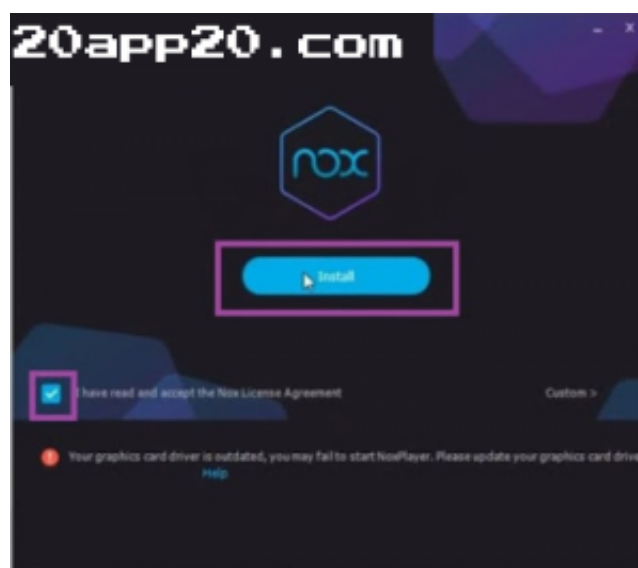 20app20.com
nox
Install
I have read and accept the Nox License Agreement
Custom >
Your graphics card driver is outdated, you may fail to start NoxPlayer. Please update your graphics card drive
Help